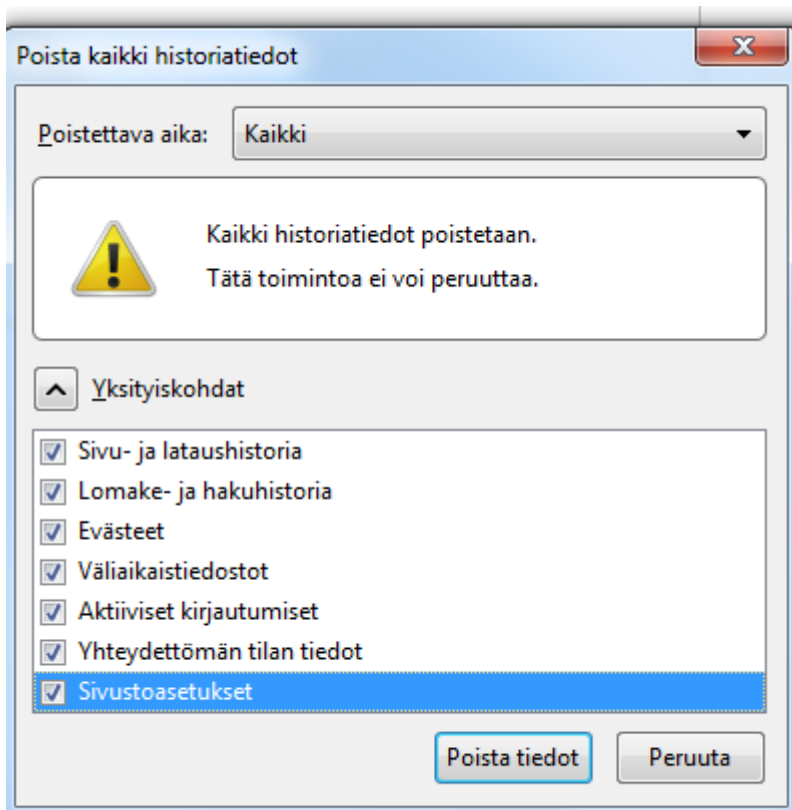 Poista kaikki historiatiedot
Poistettava aika: Kaikki
Kaikki historiatiedot poistetaan.
Tätä toimintoa ei voi peruuttaa.
Yksityiskohdat
Sivu- ja lataushistoria
Lomake- ja hakuhistoria
Evästeet
Väliaikaistiedostot
Aktiiviset kirjautumiset
Yhteydettömän tilan tiedot
Sivustoasetukset
Poista tiedot Peruuta